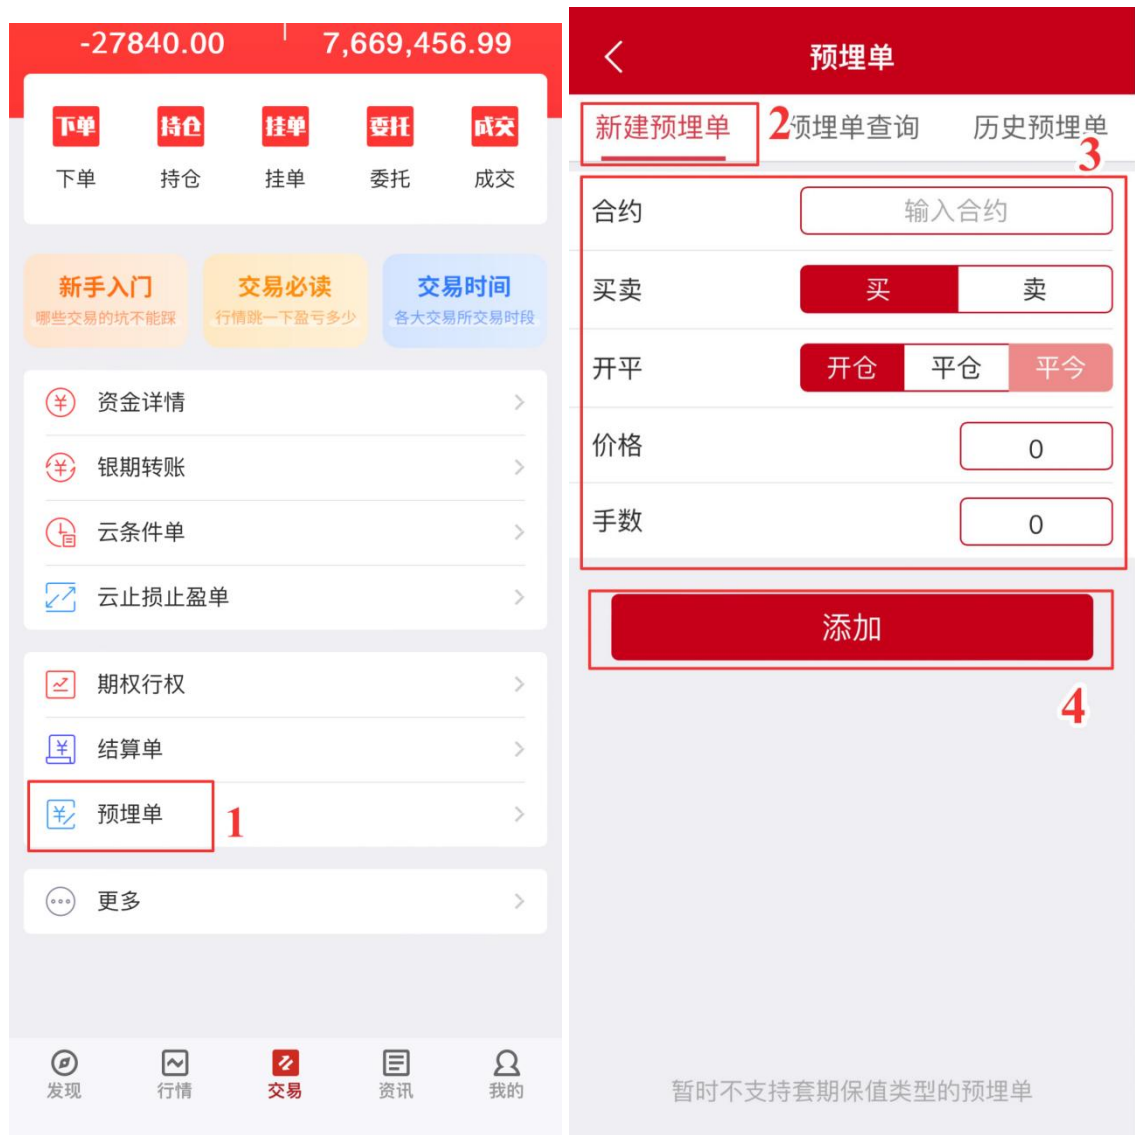 -27840.00
7,669,456.99
下单
持仓
挂单
委托
成交
下单
持仓
挂单
委托
成交
新手入门
哪些交易的坑不能踩
交易必读
行情跳一下盈亏多少
交易时间
各大交易所交易时段
资金详情
银期转账
云条件单
云止损止盈单
期权行权
结算单
预埋单
1
更多
发现
行情
交易
资讯
我的
预埋单
新建预埋单
2
预埋单查询
历史预埋单
3
合约
输入合约
买卖
买
卖
开平
开仓
平仓
平今
价格
0
手数
0
添加
4
暂时不支持套期保值类型的预埋单